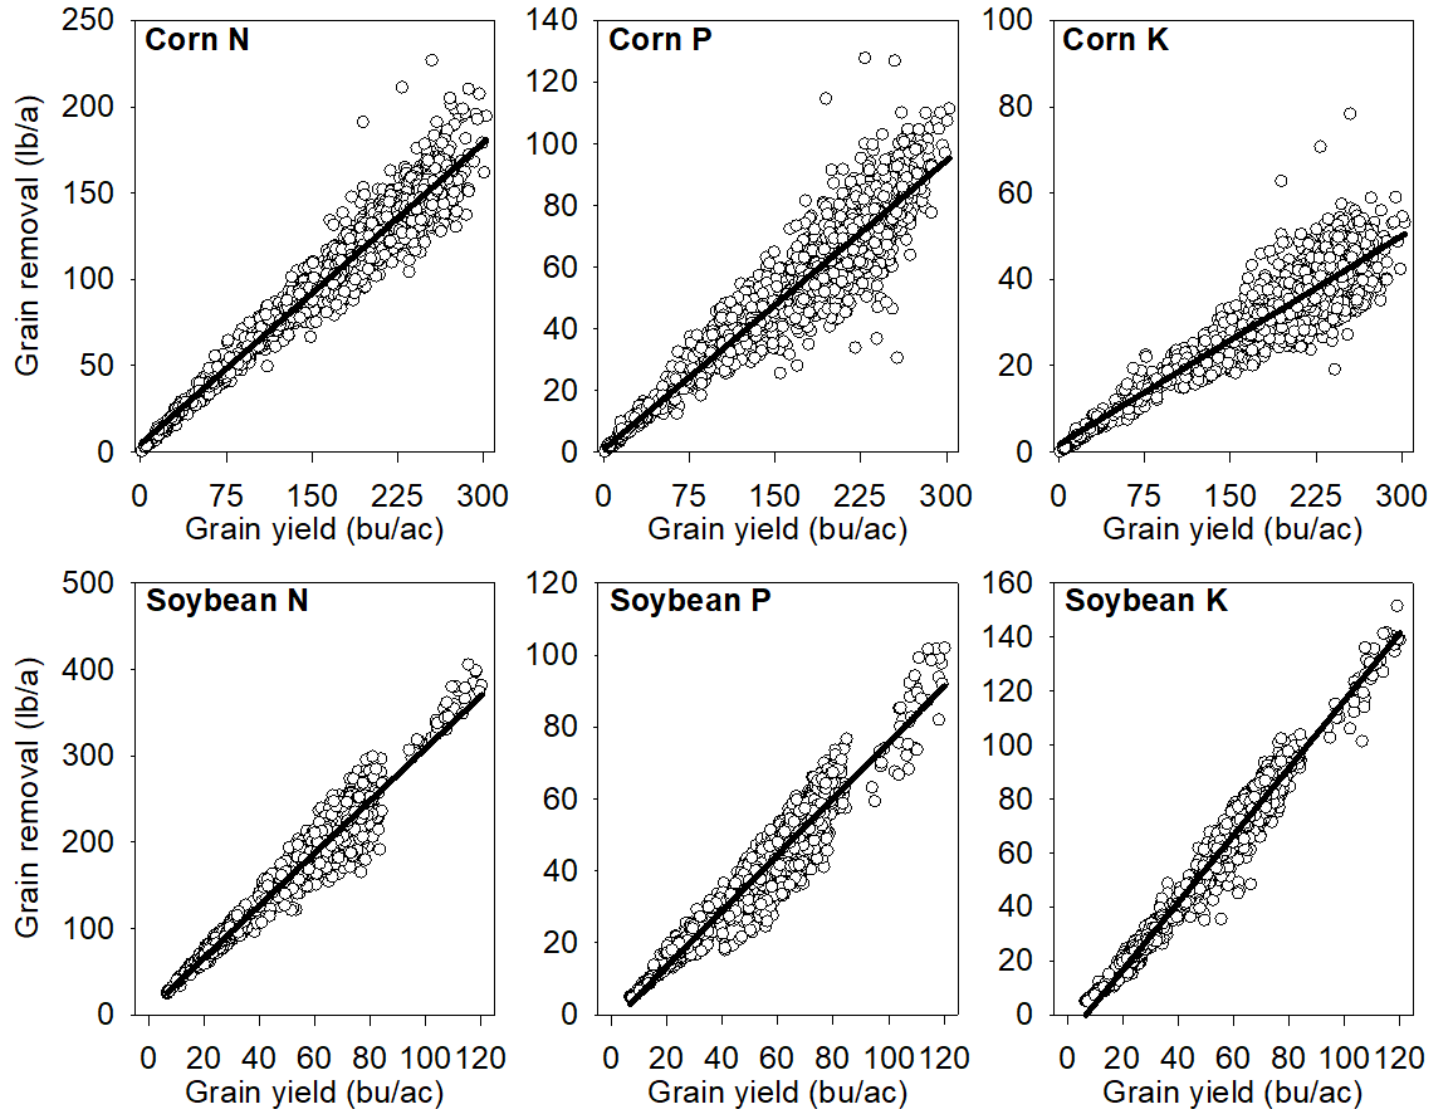 250
200
150
100
50
0
Corn N
Grain removal (lb/a)
0 75 150 225 300
Grain yield (bu/ac)
140
120
100
80
60
40
20
0
Corn P
0 75 150 225 300
Grain yield (bu/ac)
100
80
60
40
20
0
Corn K
0 75 150 225 300
Grain yield (bu/ac)
500
400
300
200
100
0
Soybean N
Grain removal (lb/a)
0 20 40 60 80 100 120
Grain yield (bu/ac)
120
100
80
60
40
20
0
Soybean P
0 20 40 60 80 100 120
Grain yield (bu/ac)
160
140
120
100
80
60
40
20
0
Soybean K
0 20 40 60 80 100 120
Grain yield (bu/ac)